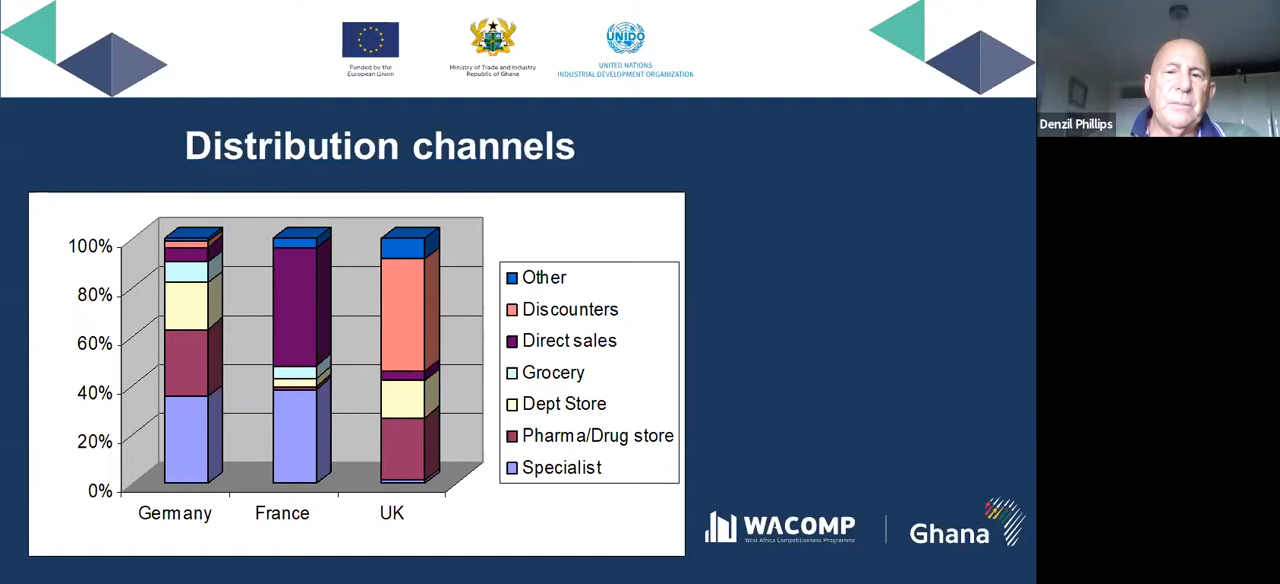 Funded by the
European Union
Ministry of Trade and Industry
Republic of Ghana
UNIDO
UNITED NATIONS
INDUSTRIAL DEVELOPMENT ORGANIZATION
Denzil Phillips
Distribution channels
100%
80%
60%
40%
20%
0%
Germany
France
UK
Other
Discounters
Direct sales
Grocery
Dept Store
Pharma/Drug store
Specialist
WACOMP
West Africa Competitiveness Programme
Ghana